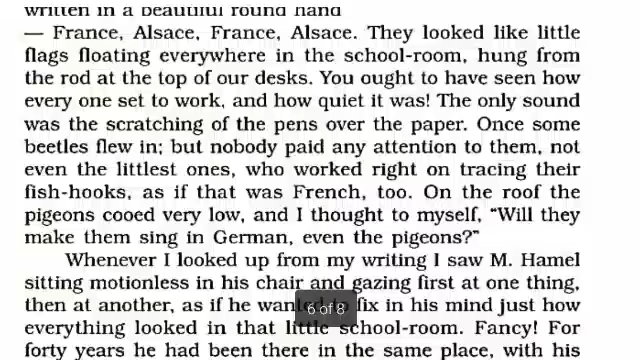 written in a beautiful round hand
— France, Alsace, France, Alsace. They looked like little
flags floating everywhere in the school-room, hung from
the rod at the top of our desks. You ought to have seen how
every one set to work, and how quiet it was! The only sound
was the scratching of the pens over the paper. Once some
beetles flew in; but nobody paid any attention to them, not
even the littlest ones, who worked right on tracing their
fish-hooks, as if that was French, too. On the roof the
pigeons cooed very low, and I thought to myself, “Will they
make them sing in German, even the pigeons?”
Whenever I looked up from my writing I saw M. Hamel
sitting motionless in his chair and gazing first at one thing,
then at another, as if he wanted to fix in his mind just how
6 of 8
everything looked in that little school-room. Fancy! For
forty years he had been there in the same place, with his